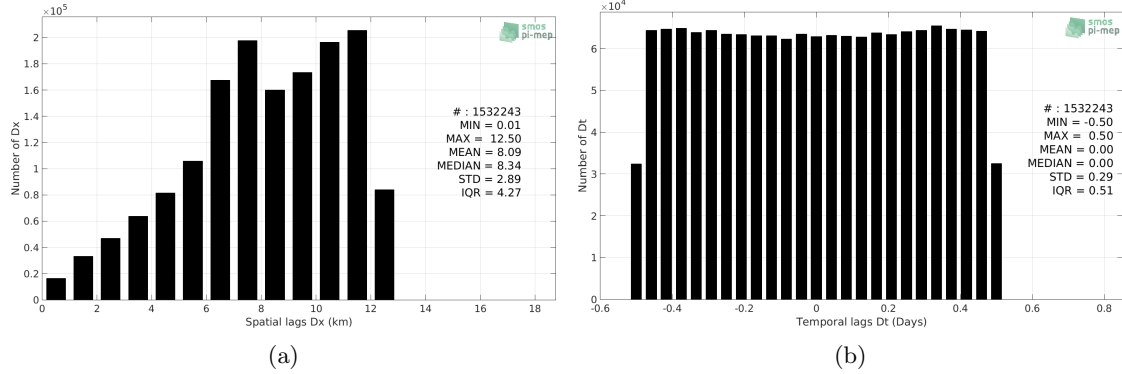 ×10^5
2
1.8
1.6
1.4
1.2
1
0.8
0.6
0.4
0.2
0
Number of Dx
0 2 4 6 8 10 12 14 16 18
Spatial lags Dx (km)
smos
pi-mep
# : 1532243
MIN = 0.01
MAX = 12.50
MEAN = 8.09
MEDIAN = 8.34
STD = 2.89
IQR = 4.27
(a)
×10^4
6
5
4
3
2
1
0
Number of Dt
-0.6 -0.4 -0.2 0 0.2 0.4 0.6 0.8
Temporal lags Dt (Days)
smos
pi-mep
# : 1532243
MIN = -0.50
MAX = 0.50
MEAN = 0.00
MEDIAN = 0.00
STD = 0.29
IQR = 0.51
(b)